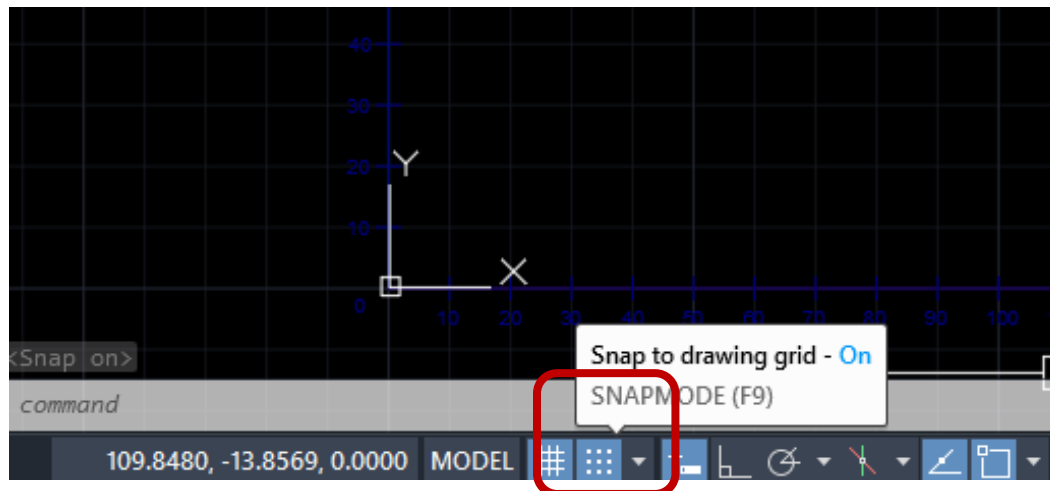 40
30
20
Y
10
X
0
10 20 30 40 50 60 70 80 90 100
<Snap on>
Snap to drawing grid - On
SNAPMODE (F9)
command
109.8480, -13.8569, 0.0000 MODEL